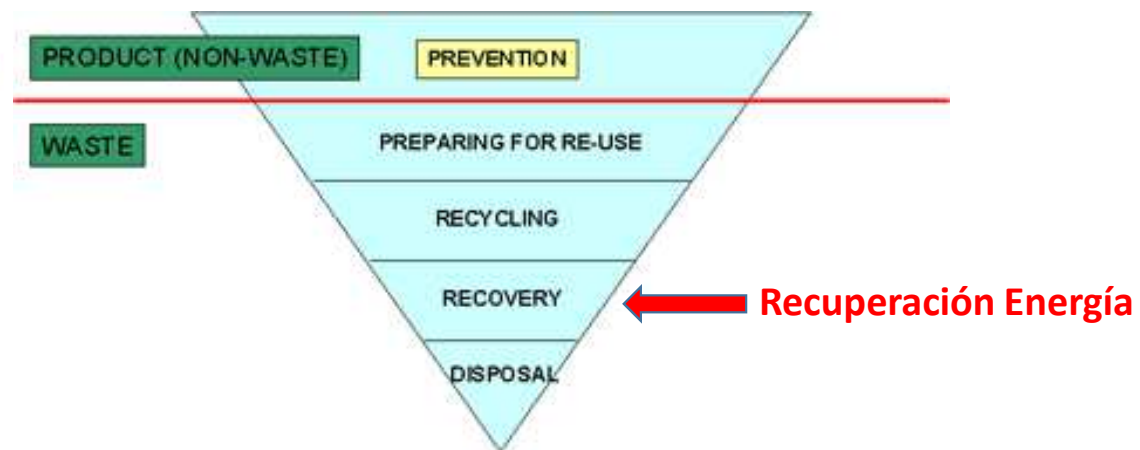 PRODUCT (NON-WASTE)
PREVENTION
WASTE
PREPARING FOR RE-USE
RECYCLING
RECOVERY
Recuperación Energía
DISPOSAL